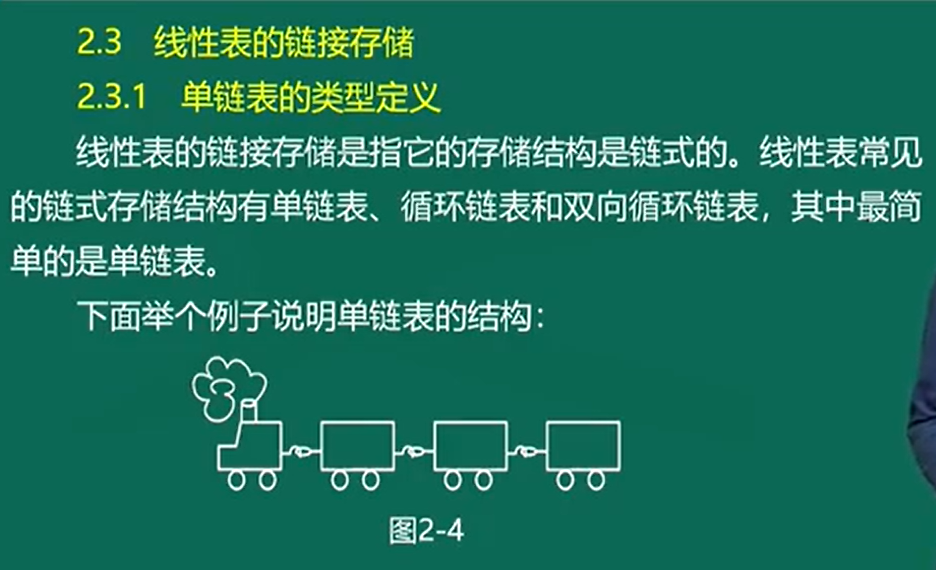 2.3 线性表的链接存储
2.3.1 单链表的类型定义
线性表的链接存储是指它的存储结构是链式的。线性表常见
的链式存储结构有单链表、循环链表和双向循环链表，其中最简
单的是单链表。
下面举个例子说明单链表的结构：
图2-4